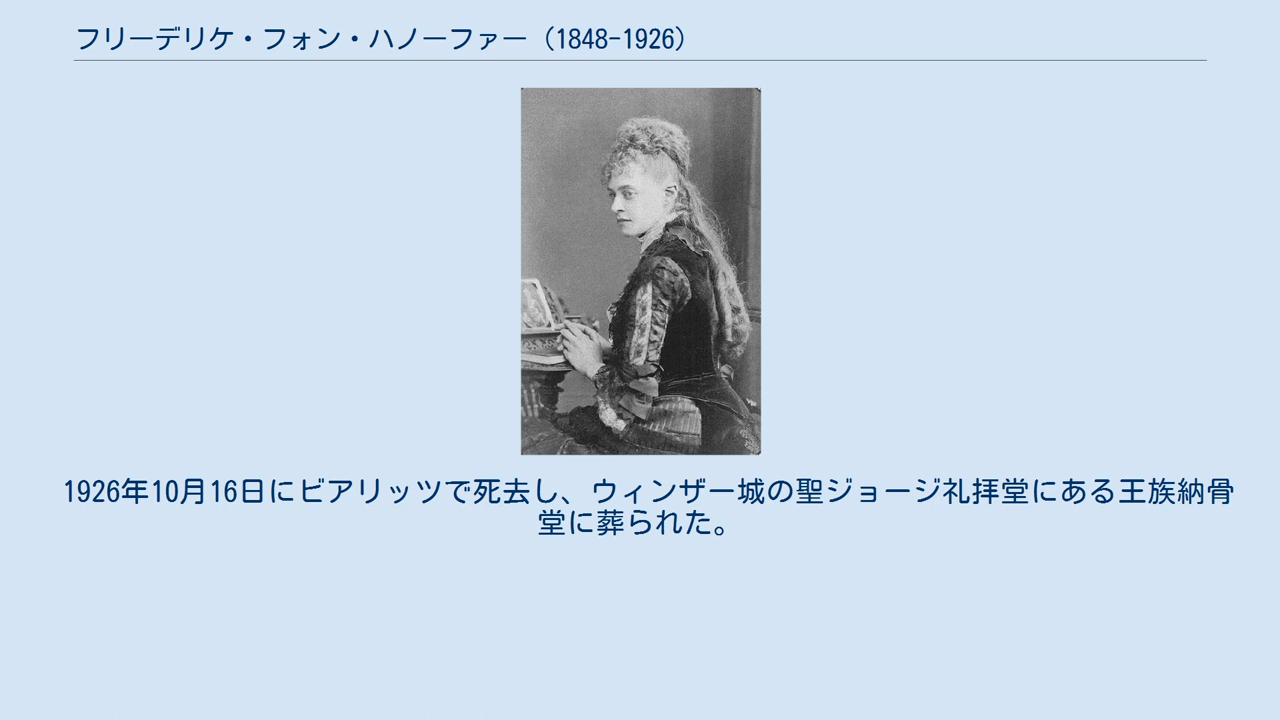 フリーデリケ・フォン・ハノーファー（1848-1926）
1926年10月16日にビアリッツで死去し、ウィンザー城の聖ジョージ礼拝堂にある王族納骨
堂に葬られた。